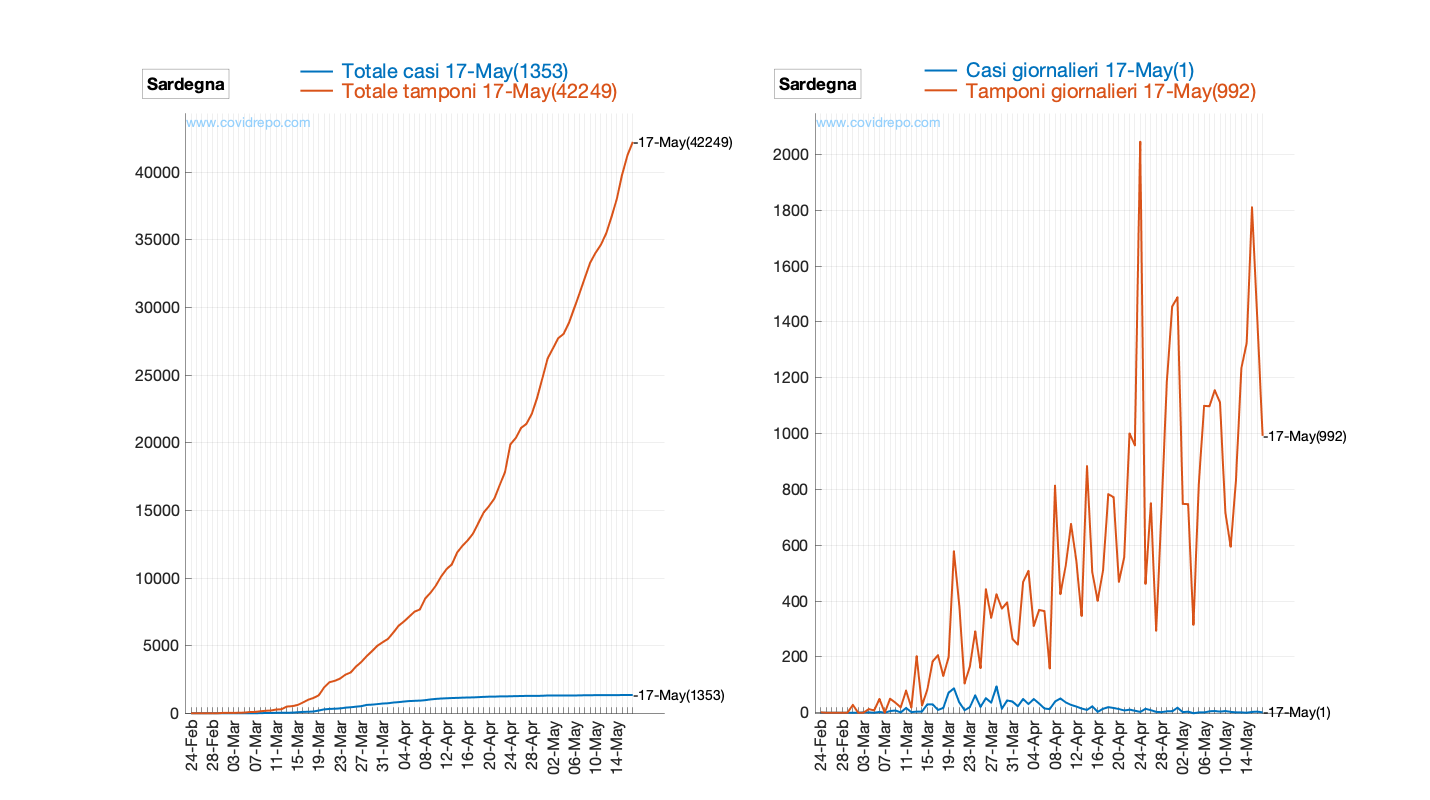 Sardegna
Totale casi 17-May(1353)
Totale tamponi 17-May(42249)
www.covidrepo.com
-17-May(42249)
40000
35000
30000
25000
20000
15000
10000
5000
0
-17-May(1353)
24-Feb
28-Feb
03-Mar
07-Mar
11-Mar
15-Mar
19-Mar
23-Mar
27-Mar
31-Mar
04-Apr
08-Apr
12-Apr
16-Apr
20-Apr
24-Apr
28-Apr
02-May
06-May
10-May
14-May
Sardegna
Casi giornalieri 17-May(1)
Tamponi giornalieri 17-May(992)
www.covidrepo.com
2000
1800
1600
1400
1200
1000
800
600
400
200
0
-17-May(992)
-17-May(1)
24-Feb
28-Feb
03-Mar
07-Mar
11-Mar
15-Mar
19-Mar
23-Mar
27-Mar
31-Mar
04-Apr
08-Apr
12-Apr
16-Apr
20-Apr
24-Apr
28-Apr
02-May
06-May
10-May
14-May